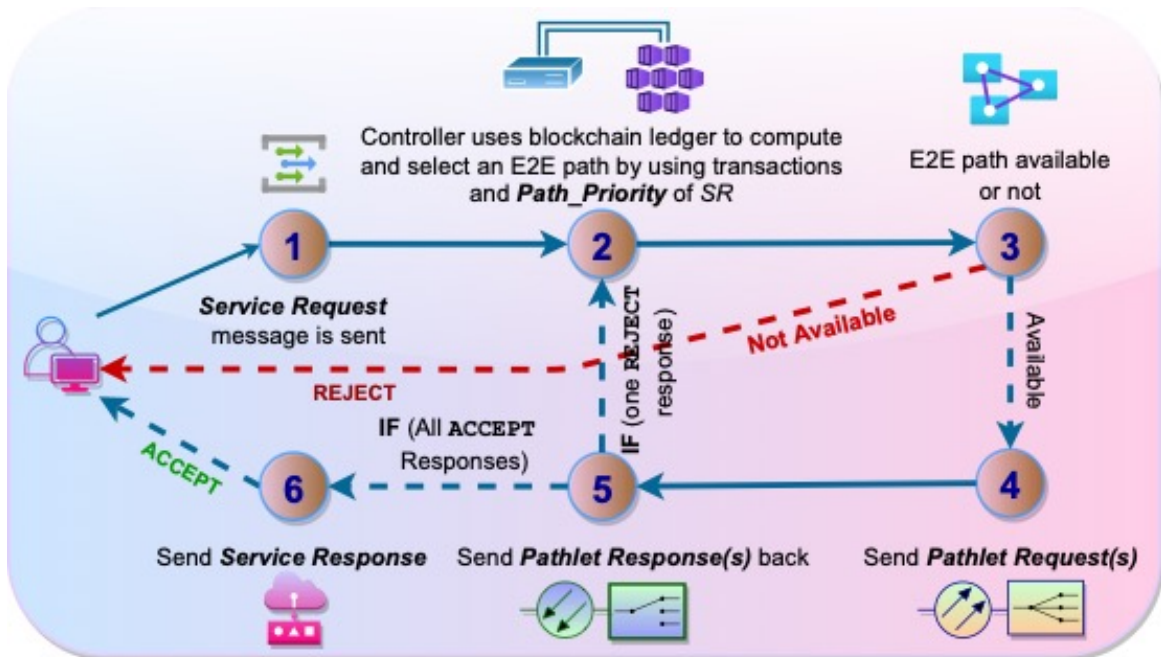 Controller uses blockchain ledger to compute
and select an E2E path by using transactions
and Path_Priority of SR
E2E path available
or not
1
2
3
Service Request
message is sent
Not Available
REJECT
IF (one REJECT
response)
Available
IF (All ACCEPT
Responses)
ACCEPT
6
5
4
Send Service Response
Send Pathlet Response(s) back
Send Pathlet Request(s)